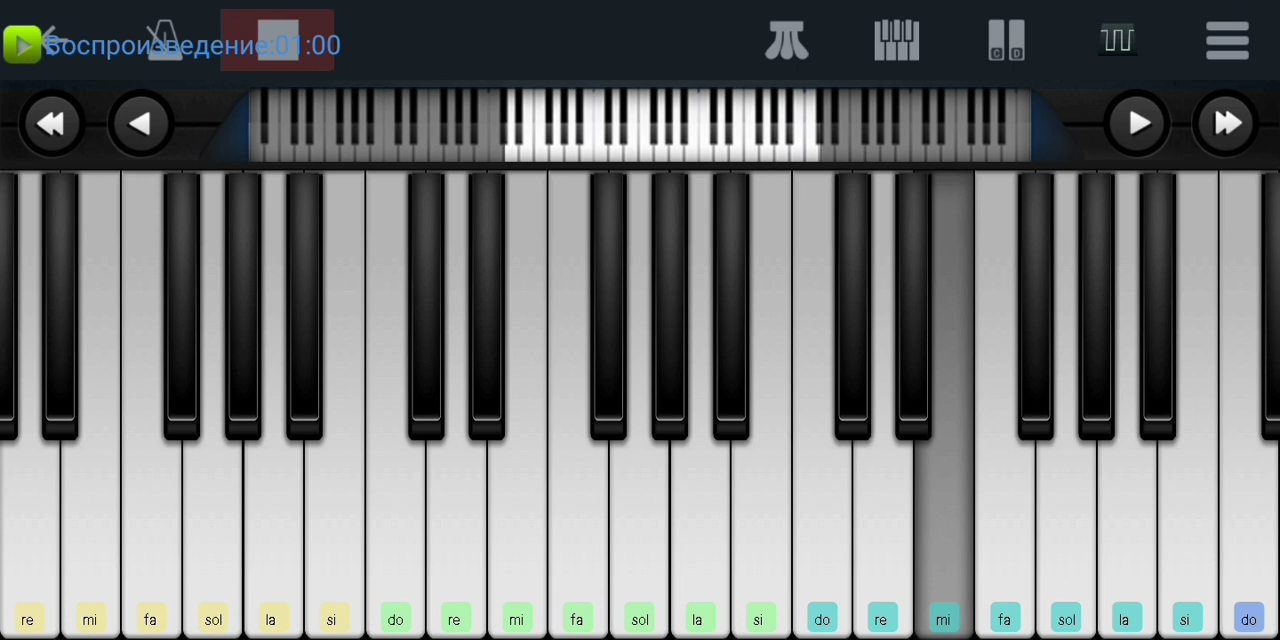 Воспроизведение:01:00
C D
re mi fa sol la si do re mi fa sol la si do re mi fa sol la si do